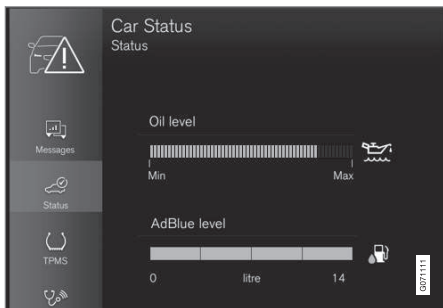 Car Status
Status
Messages
Status
TPMS
Oil level
Min Max
AdBlue level
0 litre 14
G071111